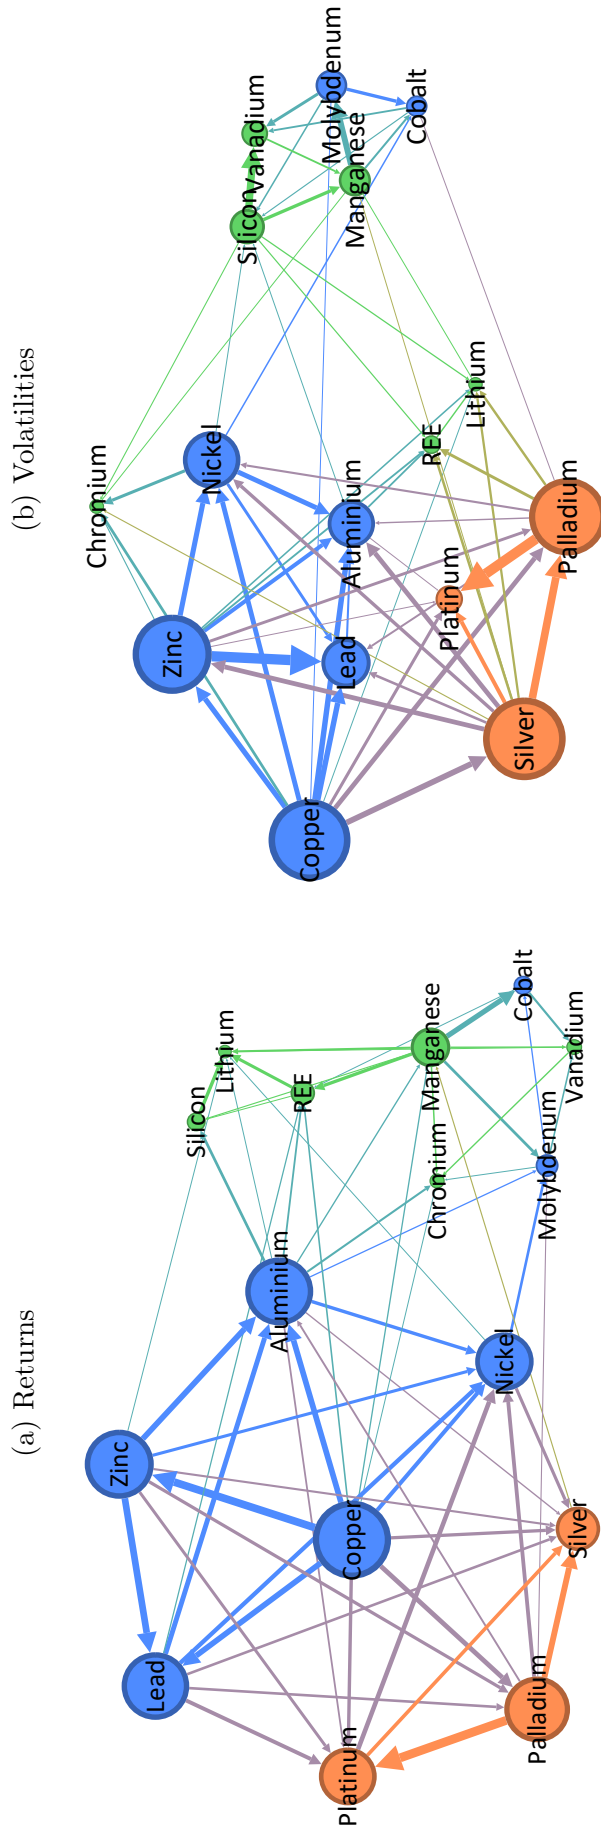 (a) Returns
Zinc
Lead
Silicon
Lithium
Aluminium
REE
Copper
Platinum
Manganese
Chromium
Cobalt
Nickel
Molybdenum
Vanadium
Palladium
Silver
(b) Volatilities
Chromium
Zinc
Nickel
Silicon
Vanadium
Molybdenum
Copper
Lead
Aluminium
Manganese
Cobalt
REE
Lithium
Platinum
Silver
Palladium